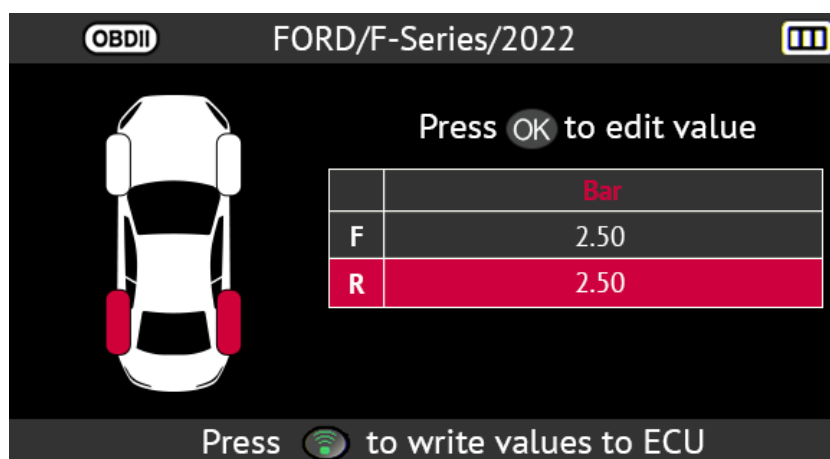 OBDII FORD/F-Series/2022
Press OK to edit value
Bar
F 2.50
R 2.50
Press to write values to ECU